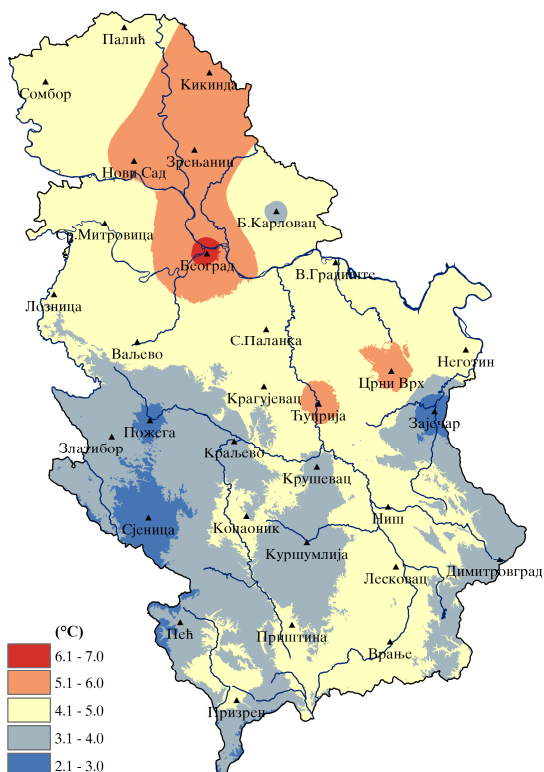 Палић
Кикинда
Сомбор
Зрењанин
Нови Сад
Б.Карловац
Ср.Митровица
Београд
В.Градиште
Лозница
С.Паланка
Ваљево
Неготин
Црни Врх
Крагујевац
Ћуприја
Зајечар
Пожега
Златибор
Краљево
Крушевац
Ниш
Сјеница
Копаоник
Куршумлија
Димитровград
Лесковац
Пећ
Приштина
Врање
Призрен
(°C)
6.1 - 7.0
5.1 - 6.0
4.1 - 5.0
3.1 - 4.0
2.1 - 3.0